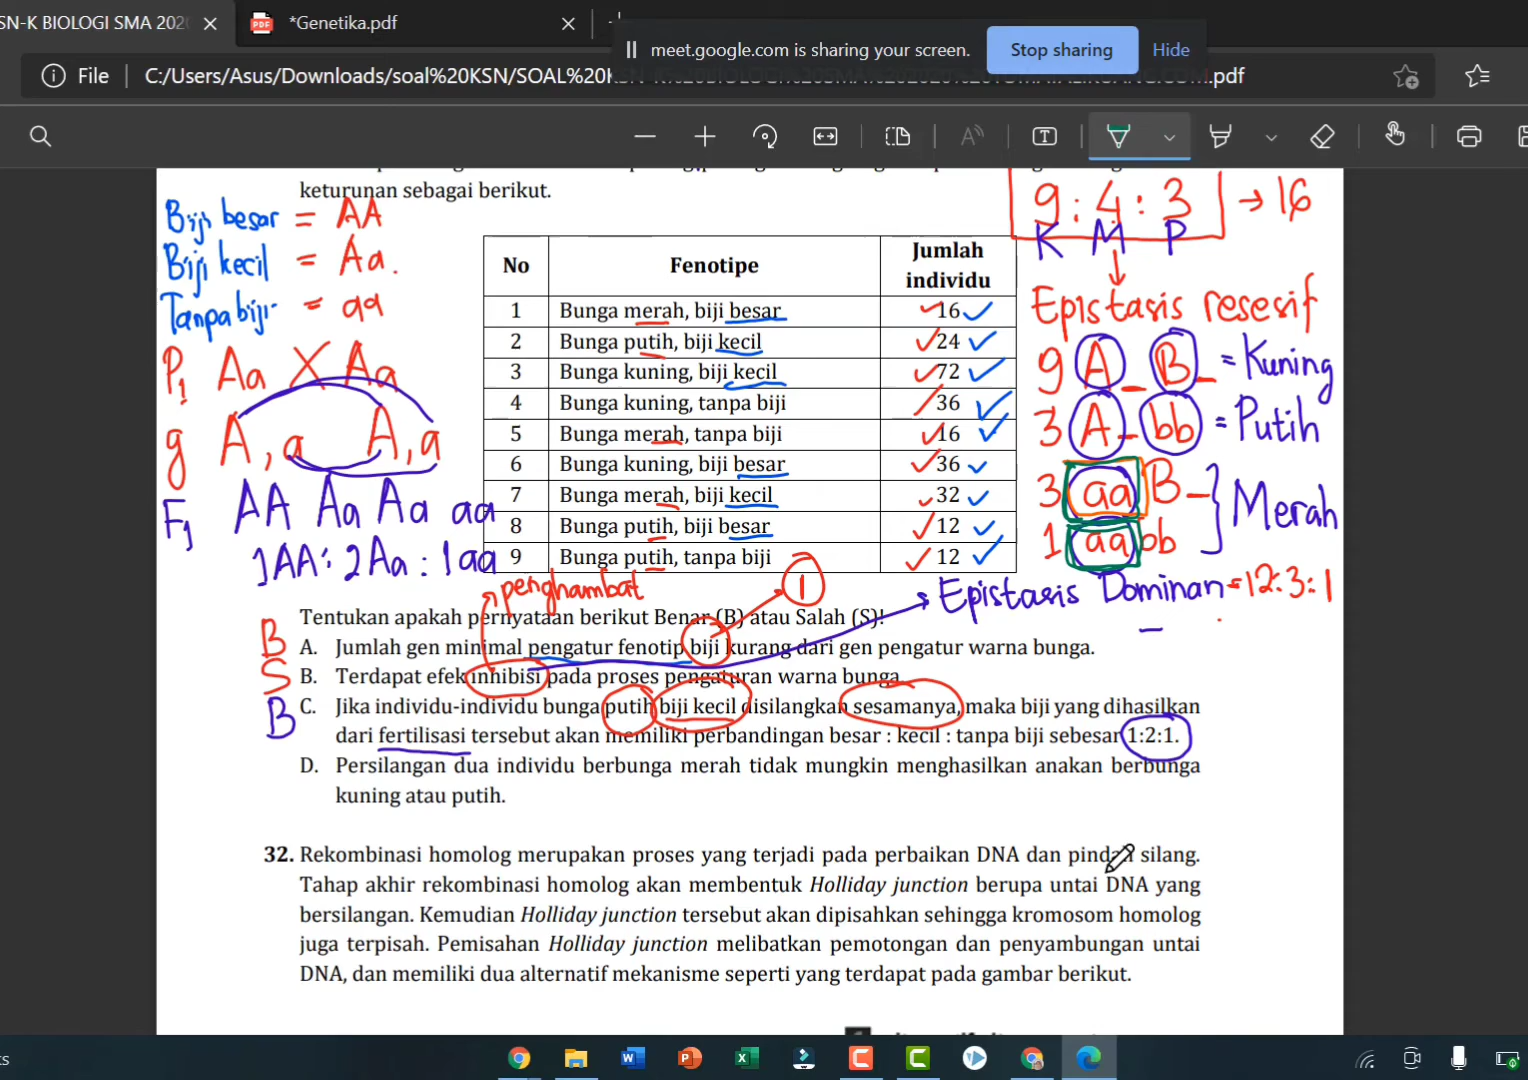 SN-K BIOLOGI SMA 202
*Genetika.pdf
meet.google.com is sharing your screen.
Stop sharing
Hide
File
C:/Users/Asus/Downloads/soal%20KSN/SOAL%20K
.pdf
keturunan sebagai berikut.
Biji besar = AA
Biji kecil = Aa.
Tanpa biji = aa
P1 Aa X Aa
g A, a A, a
F1 AA Aa Aa aa
1AA : 2Aa : 1aa
No Fenotipe Jumlah individu
1 Bunga merah, biji besar 16
2 Bunga putih, biji kecil 24
3 Bunga kuning, biji kecil 72
4 Bunga kuning, tanpa biji 36
5 Bunga merah, tanpa biji 16
6 Bunga kuning, biji besar 36
7 Bunga merah, biji kecil 32
8 Bunga putih, biji besar 12
9 Bunga putih, tanpa biji 12
9 : 4 : 3 → 16
K M P
Epistasis resesif
9 A_B_ = Kuning
3 A_bb = Putih
3 aa B_
1 aa bb
Merah
penghambat
1
Epistasis Dominan = 12:3:1
Tentukan apakah pernyataan berikut Benar (B) atau Salah (S)!
B A. Jumlah gen minimal pengatur fenotip biji kurang dari gen pengatur warna bunga.
S B. Terdapat efek inhibisi pada proses pengaturan warna bunga.
B C. Jika individu-individu bunga putih biji kecil disilangkan sesamanya, maka biji yang dihasilkan
dari fertilisasi tersebut akan memiliki perbandingan besar : kecil : tanpa biji sebesar 1:2:1.
D. Persilangan dua individu berbunga merah tidak mungkin menghasilkan anakan berbunga
kuning atau putih.
32. Rekombinasi homolog merupakan proses yang terjadi pada perbaikan DNA dan pindah silang.
Tahap akhir rekombinasi homolog akan membentuk Holliday junction berupa untai DNA yang
bersilangan. Kemudian Holliday junction tersebut akan dipisahkan sehingga kromosom homolog
juga terpisah. Pemisahan Holliday junction melibatkan pemotongan dan penyambungan untai
DNA, dan memiliki dua alternatif mekanisme seperti yang terdapat pada gambar berikut.